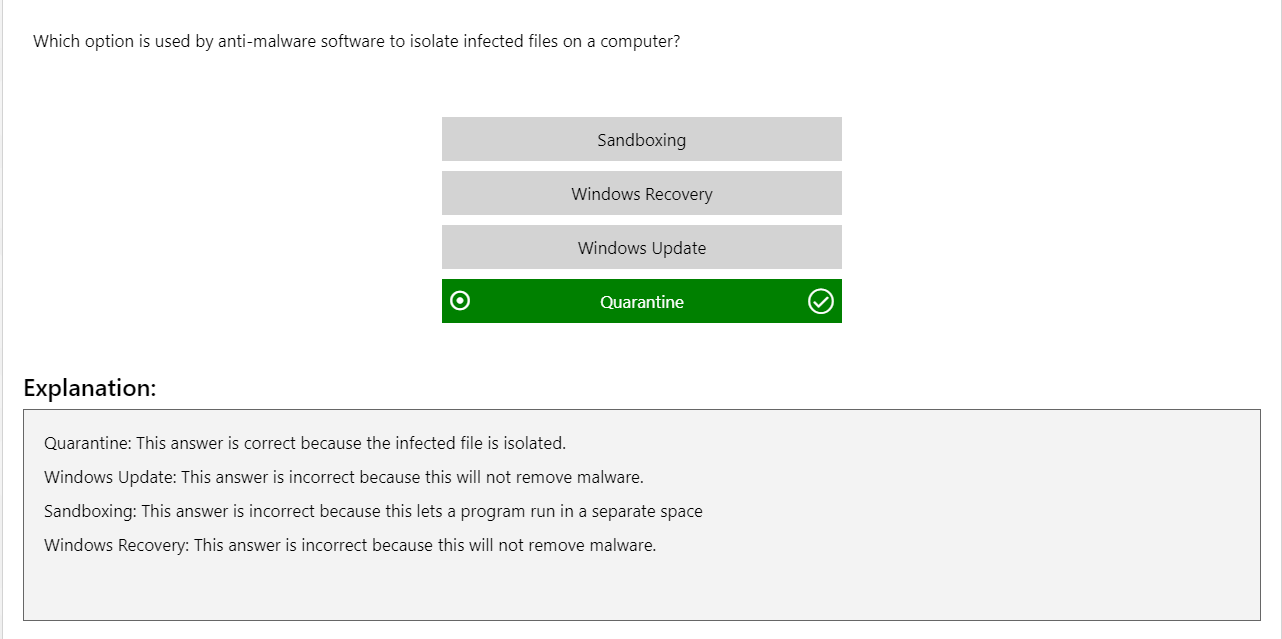 Which option is used by anti-malware software to isolate infected files on a computer?
Sandboxing
Windows Recovery
Windows Update
Quarantine
Explanation:
Quarantine: This answer is correct because the infected file is isolated.
Windows Update: This answer is incorrect because this will not remove malware.
Sandboxing: This answer is incorrect because this lets a program run in a separate space
Windows Recovery: This answer is incorrect because this will not remove malware.